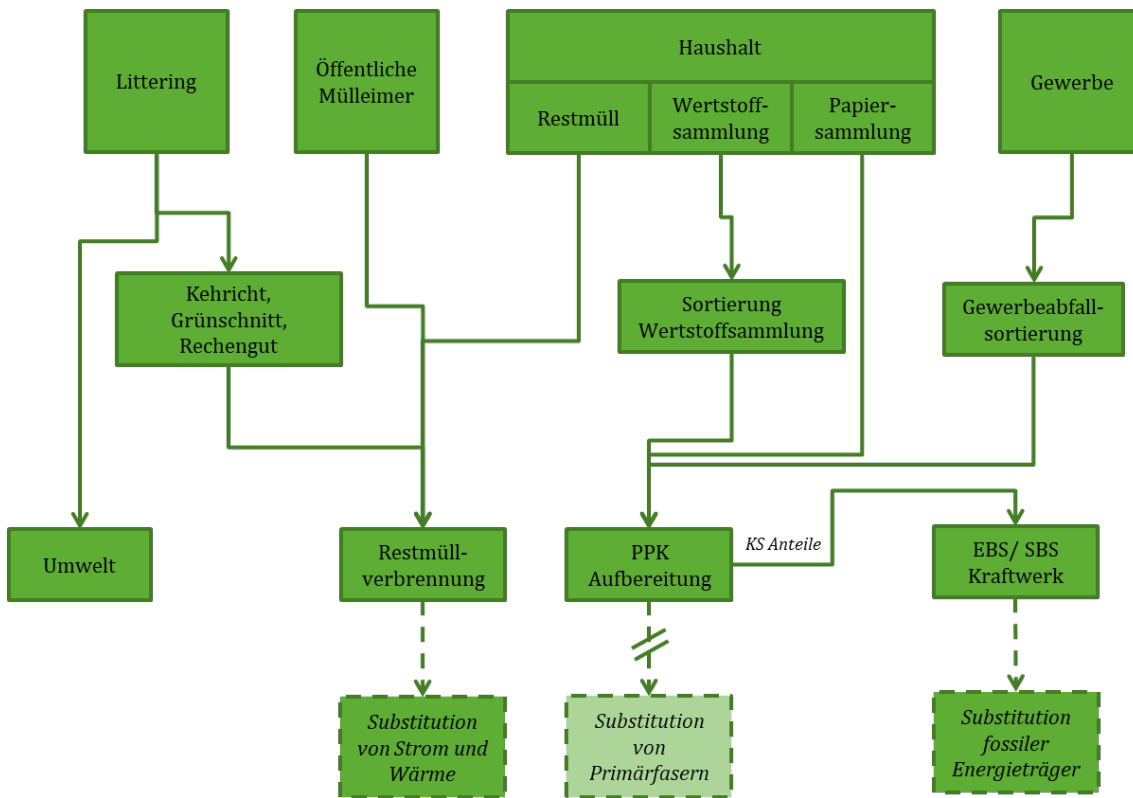 Littering
Öffentliche
Mülleimer
Haushalt
Restmüll
Wertstoff-
sammlung
Papier-
sammlung
Gewerbe
Kehricht,
Grünschnitt,
Rechengut
Sortierung
Wertstoffsammlung
Gewerbeabfall-
sortierung
Umwelt
Restmüll-
verbrennung
PPK
Aufbereitung
KS Anteile
EBS/ SBS
Kraftwerk
Substitution
von Strom und
Wärme
Substitution
von
Primärfasern
Substitution
fossiler
Energieträger